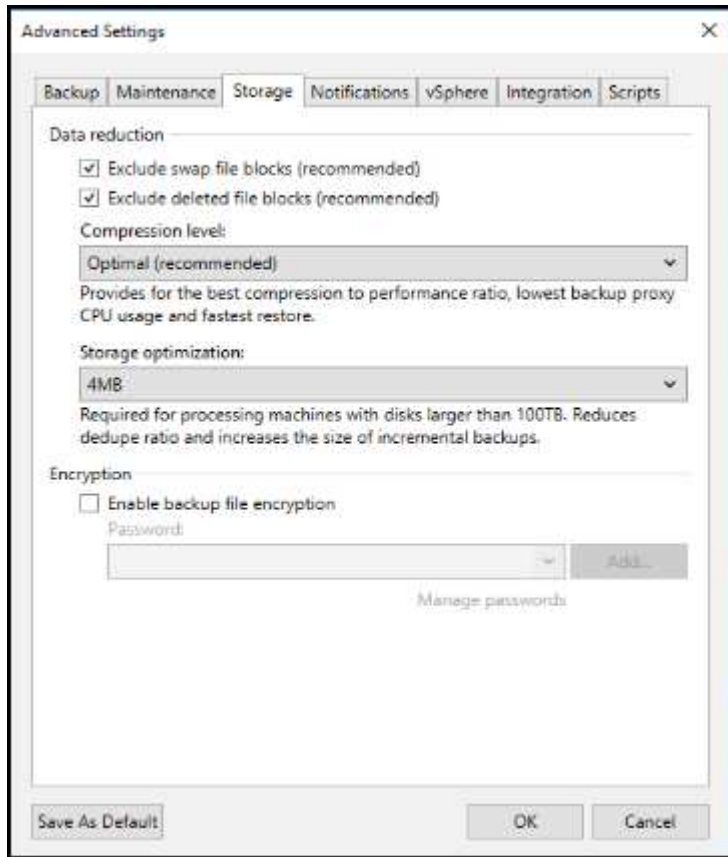 Advanced Settings
Backup Maintenance Storage Notifications vSphere Integration Scripts
Data reduction
Exclude swap file blocks (recommended)
Exclude deleted file blocks (recommended)
Compression level:
Optimal (recommended)
Provides for the best compression to performance ratio, lowest backup proxy
CPU usage and fastest restore.
Storage optimization:
4MB
Required for processing machines with disks larger than 100TB. Reduces
dedupe ratio and increases the size of incremental backups.
Encryption
Enable backup file encryption
Password:
Add...
Manage passwords
Save As Default OK Cancel